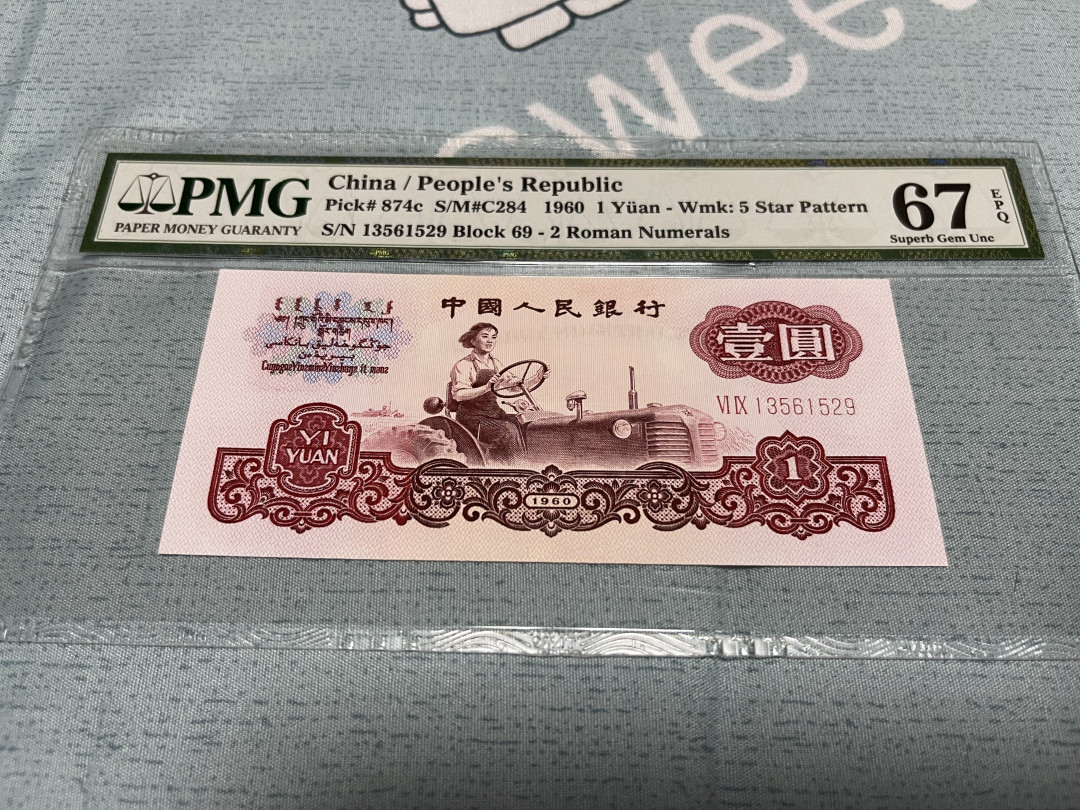 weet
PMG
PAPER MONEY GUARANTY
China / People's Republic
Pick# 874c S/M#C284 1960 1 Yüan - Wmk: 5 Star Pattern
S/N 13561529 Block 69 - 2 Roman Numerals
67
EPQ
Superb Gem Unc
中國人民銀行
壹圓
VI IX 13561529
YI
YUAN
1960
1